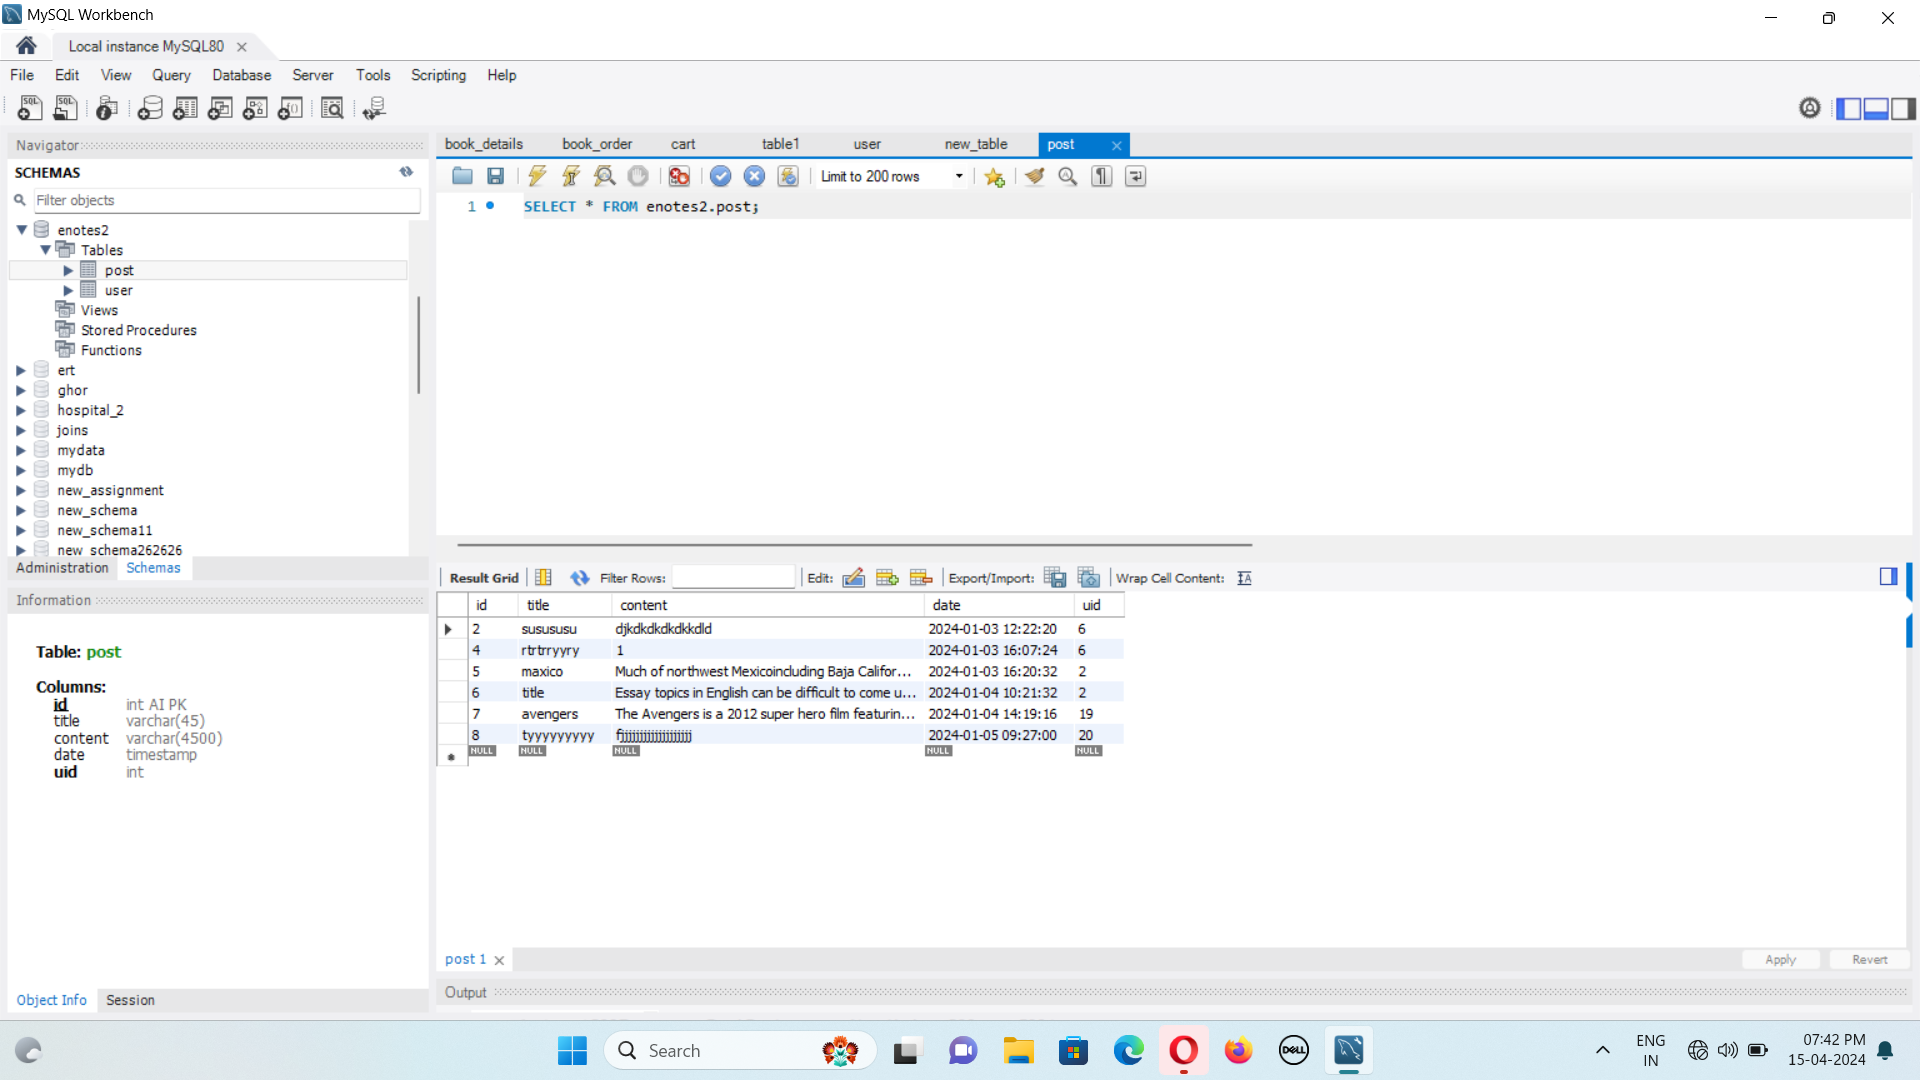 MySQL Workbench
Local instance MySQL80
File Edit View Query Database Server Tools Scripting Help
Navigator
SCHEMAS
Filter objects
enotes2
Tables
post
user
Views
Stored Procedures
Functions
ert
ghor
hospital_2
joins
mydata
mydb
new_assignment
new_schema
new_schema11
new_schema262626
Administration Schemas
Information
Table: post
Columns:
id int AI PK
title varchar(45)
content varchar(4500)
date timestamp
uid int
Object Info Session
book_details book_order cart table1 user new_table post
Limit to 200 rows
1 SELECT * FROM enotes2.post;
Result Grid Filter Rows: Edit: Export/Import: Wrap Cell Content:
id title content date uid
2 susususu djkdkdkdkdkkdld 2024-01-03 12:22:20 6
4 rtrtrryyry 1 2024-01-03 16:07:24 6
5 maxico Much of northwest Mexicoincluding Baja Califor... 2024-01-03 16:20:32 2
6 title Essay topics in English can be difficult to come u... 2024-01-04 10:21:32 2
7 avengers The Avengers is a 2012 super hero film featurin... 2024-01-04 14:19:16 19
8 tyyyyyyyyy 2024-01-05 09:27:00 20
NULL NULL NULL NULL NULL
post 1
Apply Revert
Output
Search
DELL
ENG
IN
07:42 PM
15-04-2024